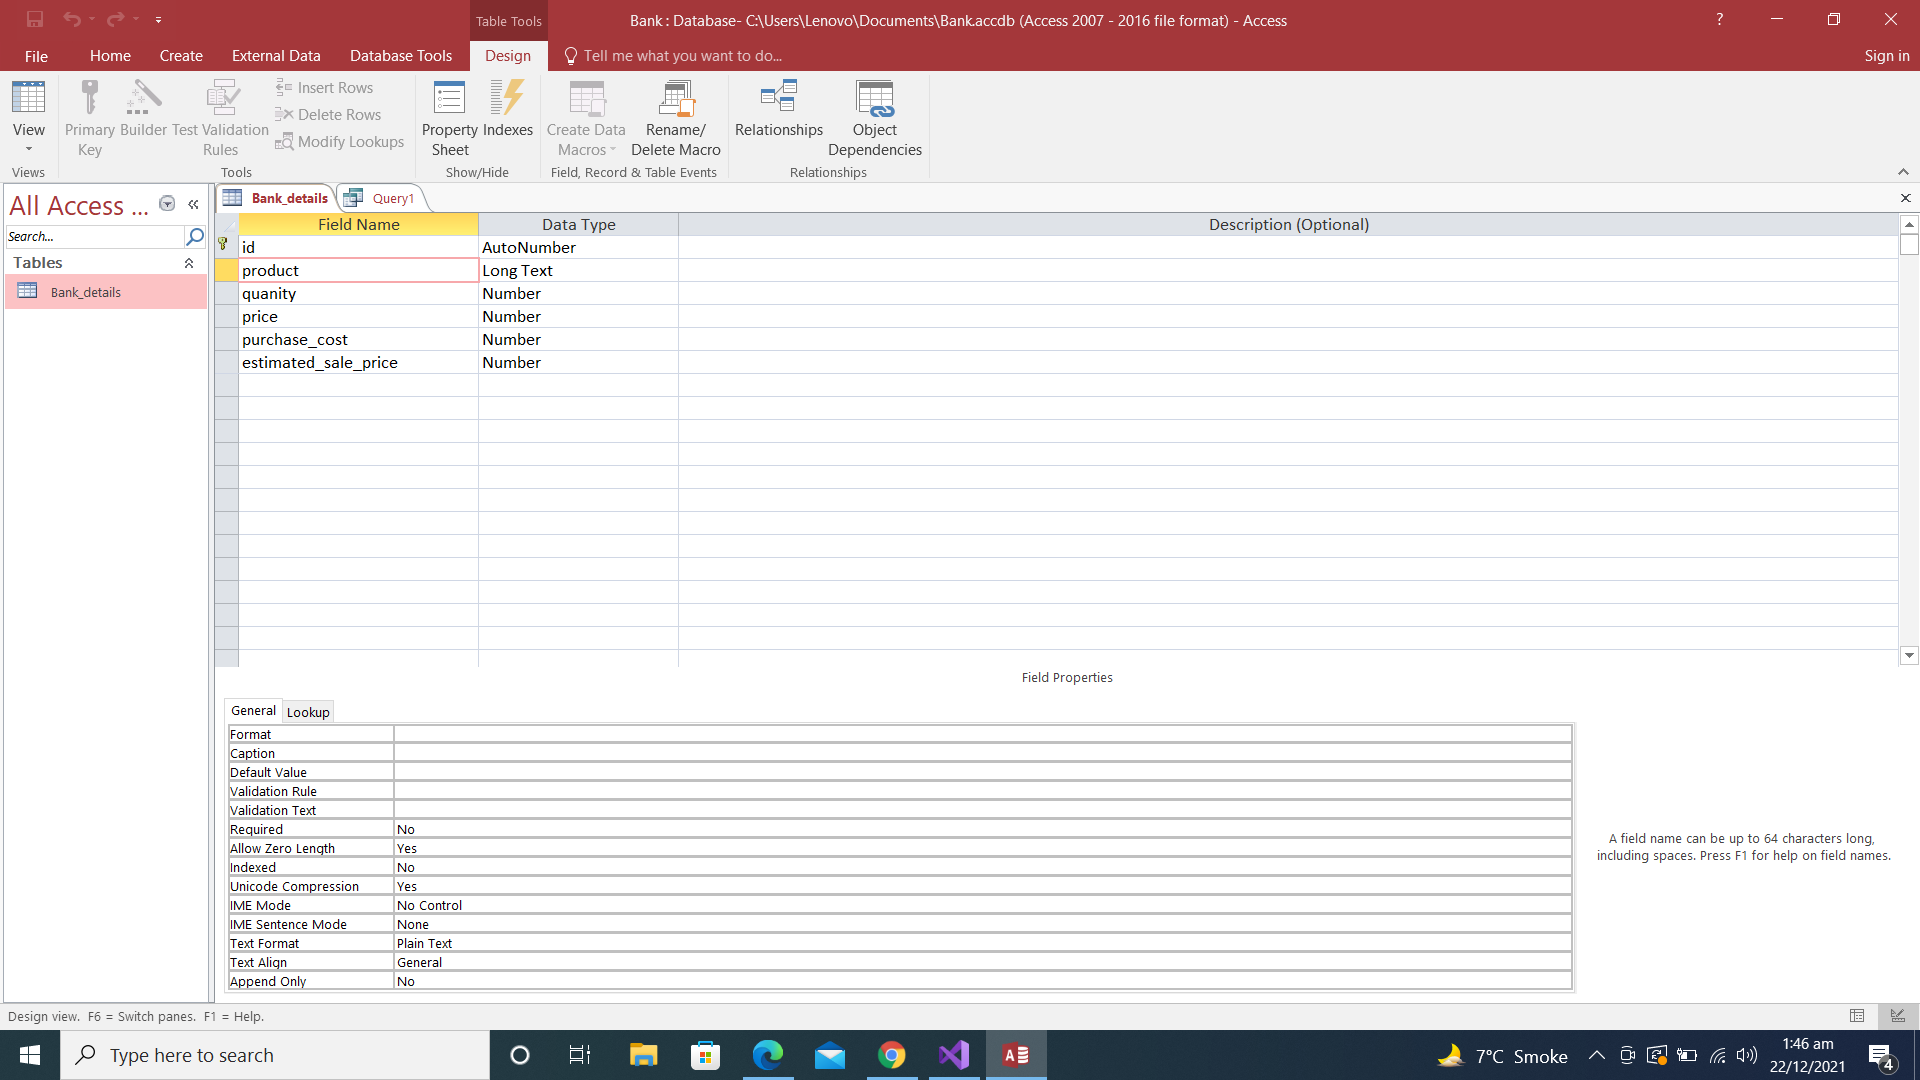 Table Tools
Bank : Database- C:\Users\Lenovo\Documents\Bank.accdb (Access 2007 - 2016 file format) - Access
?
File Home Create External Data Database Tools Design Tell me what you want to do... Sign in
View
Primary Key
Builder
Test Validation Rules
Insert Rows
Delete Rows
Modify Lookups
Property Sheet
Indexes
Create Data Macros
Rename/ Delete Macro
Relationships
Object Dependencies
Views Tools Show/Hide Field, Record & Table Events Relationships
All Access ...
Search...
Tables
Bank_details
Bank_details Query1
Field Name Data Type Description (Optional)
id AutoNumber
product Long Text
quanity Number
price Number
purchase_cost Number
estimated_sale_price Number
Field Properties
General Lookup
Format
Caption
Default Value
Validation Rule
Validation Text
Required No
Allow Zero Length Yes
Indexed No
Unicode Compression Yes
IME Mode No Control
IME Sentence Mode None
Text Format Plain Text
Text Align General
Append Only No
A field name can be up to 64 characters long,
including spaces. Press F1 for help on field names.
Design view. F6 = Switch panes. F1 = Help.
Type here to search
7°C Smoke
1:46 am
22/12/2021
4